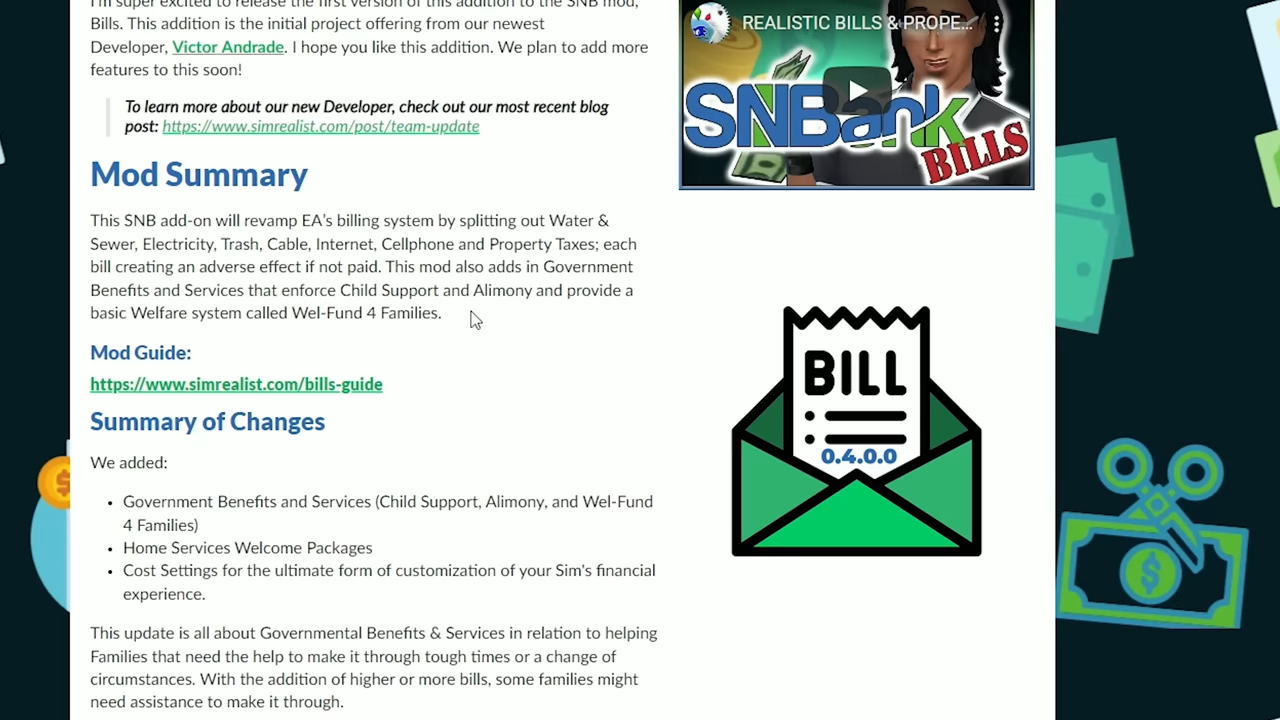 I'm super excited to release the first version of this addition to the SNB mod,
Bills. This addition is the initial project offering from our newest
Developer, Victor Andrade. I hope you like this addition. We plan to add more
features to this soon!
To learn more about our new Developer, check out our most recent blog
post: https://www.simrealist.com/post/team-update
Mod Summary
This SNB add-on will revamp EA's billing system by splitting out Water &
Sewer, Electricity, Trash, Cable, Internet, Cellphone and Property Taxes; each
bill creating an adverse effect if not paid. This mod also adds in Government
Benefits and Services that enforce Child Support and Alimony and provide a
basic Welfare system called Wel-Fund 4 Families.
Mod Guide:
https://www.simrealist.com/bills-guide
Summary of Changes
We added:
• Government Benefits and Services (Child Support, Alimony, and Wel-Fund
4 Families)
• Home Services Welcome Packages
• Cost Settings for the ultimate form of customization of your Sim's financial
experience.
This update is all about Governmental Benefits & Services in relation to helping
Families that need the help to make it through tough times or a change of
circumstances. With the addition of higher or more bills, some families might
need assistance to make it through.
REALISTIC BILLS & PROPE...
SNBank
BILLS
BILL
0.4.0.0
$
$